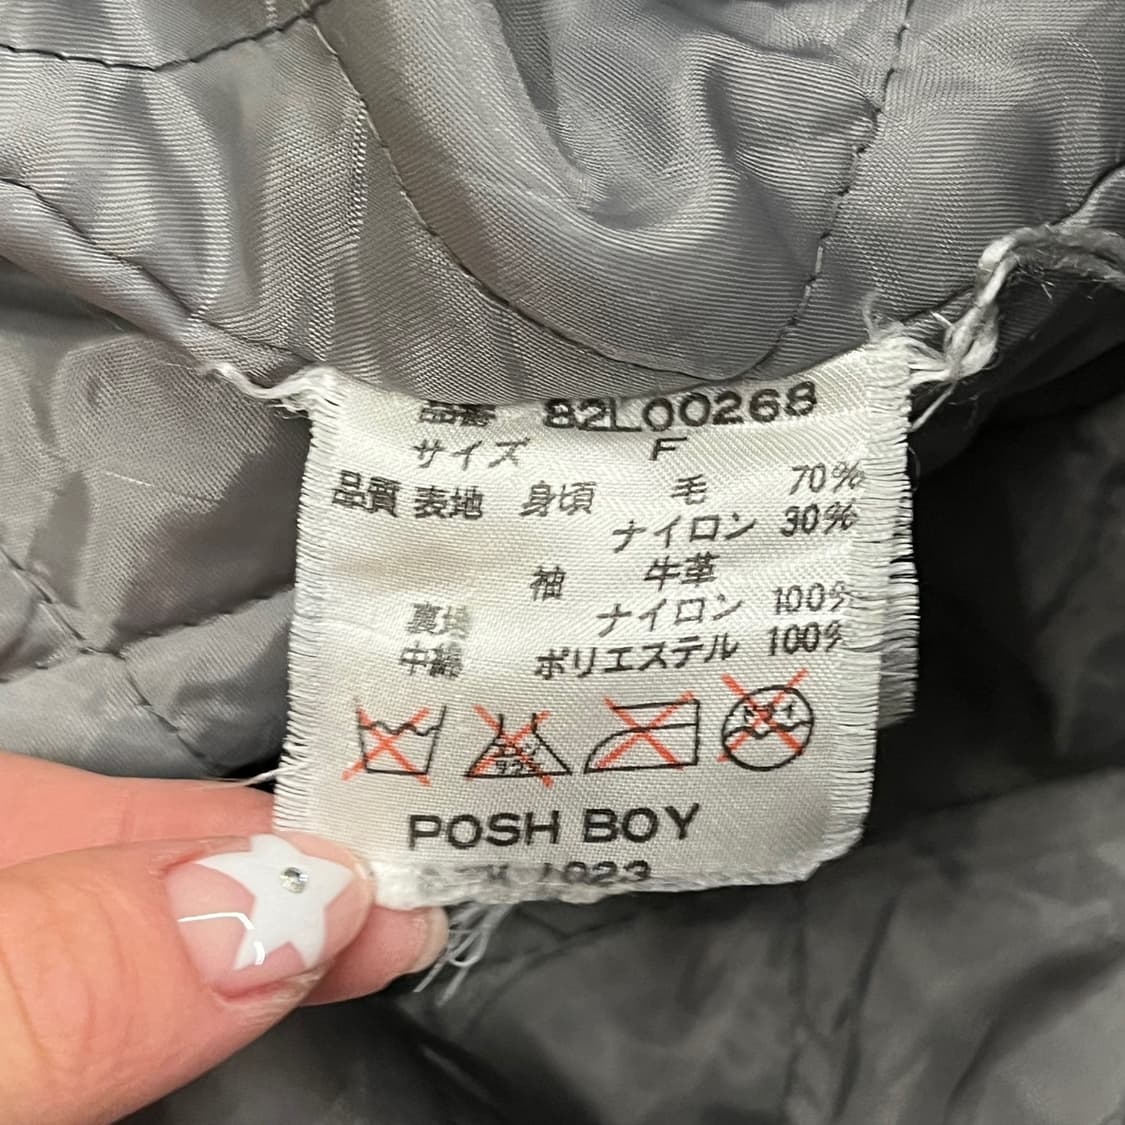 品番 82L00268
サイズ F
品質 表地 身頃 毛 70%
ナイロン 30%
袖 牛革
裏地 ナイロン 100%
中綿 ポリエステル 100%
POSH BOY